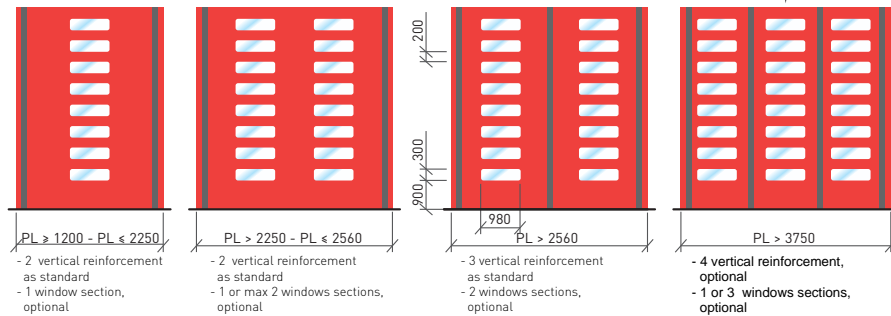 200
300
900
980
PL ⩾ 1200 - PL ⩽ 2250
- 2 vertical reinforcement
as standard
- 1 window section,
optional
PL > 2250 - PL ⩽ 2560
- 2 vertical reinforcement
as standard
- 1 or max 2 windows sections,
optional
PL > 2560
- 3 vertical reinforcement
as standard
- 2 windows sections,
optional
PL > 3750
- 4 vertical reinforcement,
optional
- 1 or 3 windows sections,
optional